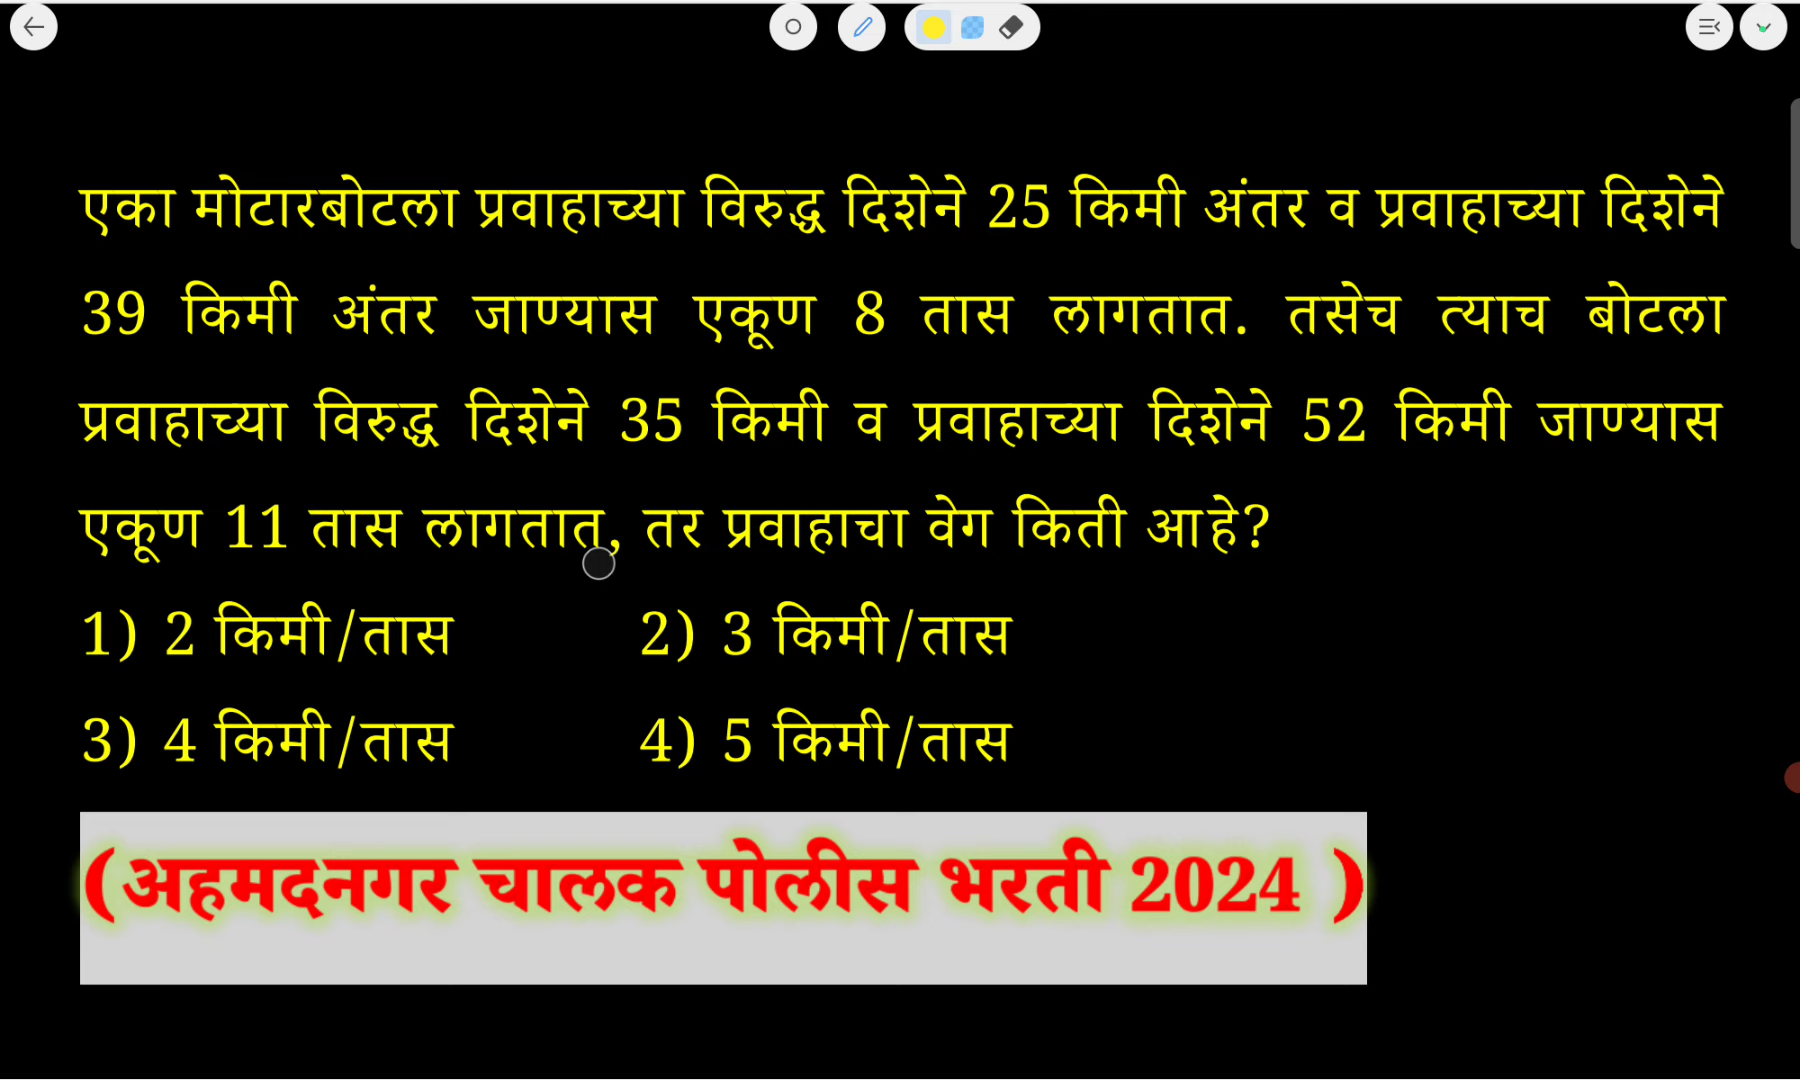 एका मोटारबोटला प्रवाहाच्या विरुद्ध दिशेने 25 किमी अंतर व प्रवाहाच्या दिशेने
39 किमी अंतर जाण्यास एकूण 8 तास लागतात. तसेच त्याच बोटला
प्रवाहाच्या विरुद्ध दिशेने 35 किमी व प्रवाहाच्या दिशेने 52 किमी जाण्यास
एकूण 11 तास लागतात, तर प्रवाहाचा वेग किती आहे?
1) 2 किमी/तास 2) 3 किमी/तास
3) 4 किमी/तास 4) 5 किमी/तास
(अहमदनगर चालक पोलीस भरती 2024 )